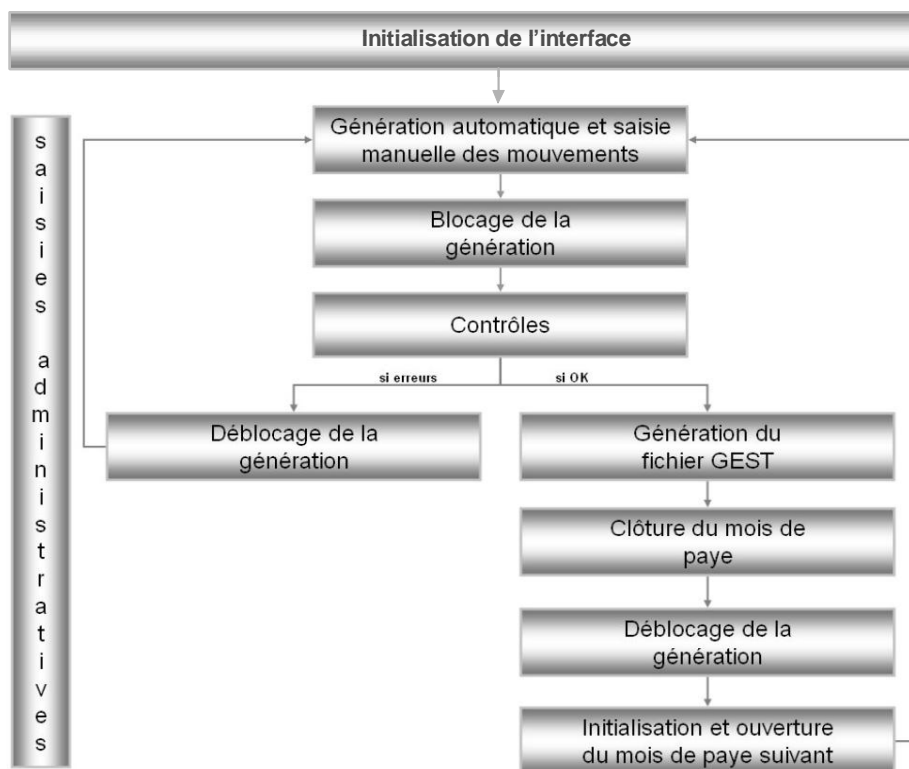 Initialisation de l’interface
saisies administratives
Génération automatique et saisie
manuelle des mouvements
Blocage de la
génération
Contrôles
si erreurs
si OK
Déblocage de la
génération
Génération du
fichier GEST
Clôture du mois de
paye
Déblocage de la
génération
Initialisation et ouverture
du mois de paye suivant